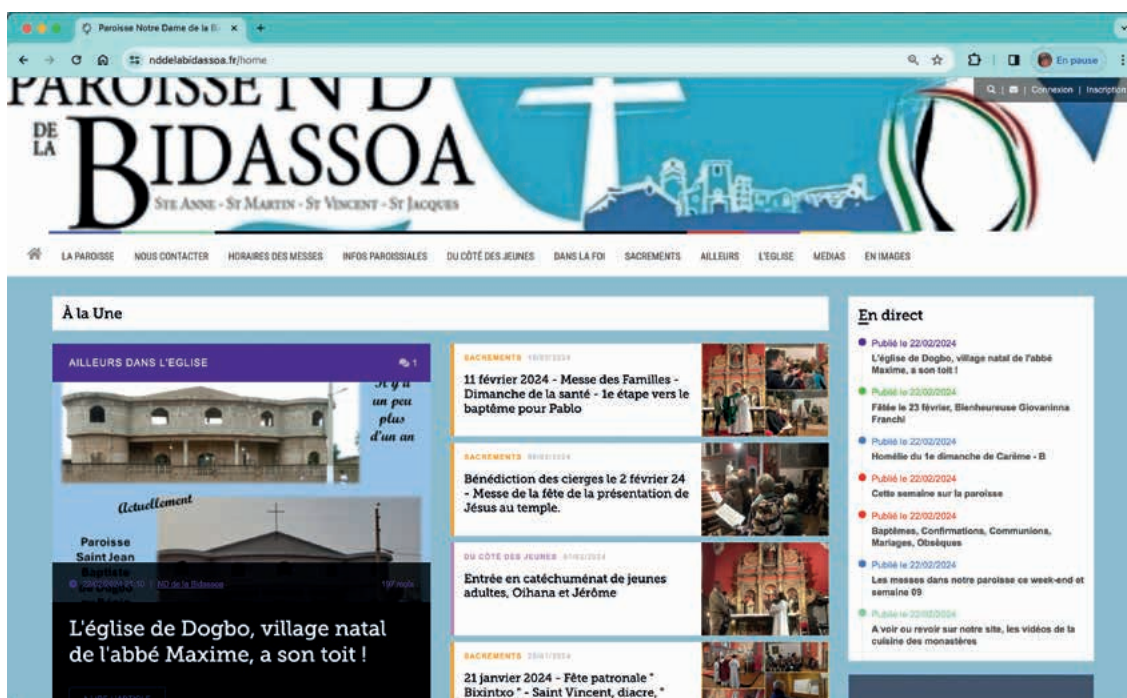 Paroisse Notre Dame de la Bi
nddelabidassoa.fr/home
En pause
Connexion | Inscription
PAROISSE ND
DE
LA
BIDASSOA
STE ANNE - ST MARTIN - ST VINCENT - ST JACQUES
LA PAROISSE NOUS CONTACTER HORAIRES DES MESSES INFOS PAROISSIALES DU CÔTÉ DES JEUNES DANS LA FOI SACREMENTS AILLEURS L'EGLISE MEDIAS EN IMAGES
À la Une
AILLEURS DANS L'EGLISE 1
Il y a
un peu
plus
d'un an
Actuellement
Paroisse
Saint Jean
Baptiste
ND de la Bidassoa
L'église de Dogbo, village natal
de l'abbé Maxime, a son toit !
SACREMENTS
11 février 2024 - Messe des Familles -
Dimanche de la santé - 1e étape vers le
baptême pour Pablo
SACREMENTS
Bénédiction des cierges le 2 février 24
- Messe de la fête de la présentation de
Jésus au temple.
DU CÔTÉ DES JEUNES
Entrée en catéchuménat de jeunes
adultes, Oihana et Jérôme
SACREMENTS
21 janvier 2024 - Fête patronale "
Bixintxo " - Saint Vincent, diacre, "
En direct
Publié le 22/02/2024
L'église de Dogbo, village natal de l'abbé
Maxime, a son toit !
Publié le 22/02/2024
Fêtée le 23 février, Bienheureuse Giovaninna
Franchi
Publié le 22/02/2024
Homélie du 1e dimanche de Carême - B
Publié le 22/02/2024
Cette semaine sur la paroisse
Publié le 22/02/2024
Baptêmes, Confirmations, Communions,
Mariages, Obsèques
Publié le 22/02/2024
Les messes dans notre paroisse ce week-end et
semaine 09
Publié le 22/02/2024
A voir ou revoir sur notre site, les vidéos de la
cuisine des monastères